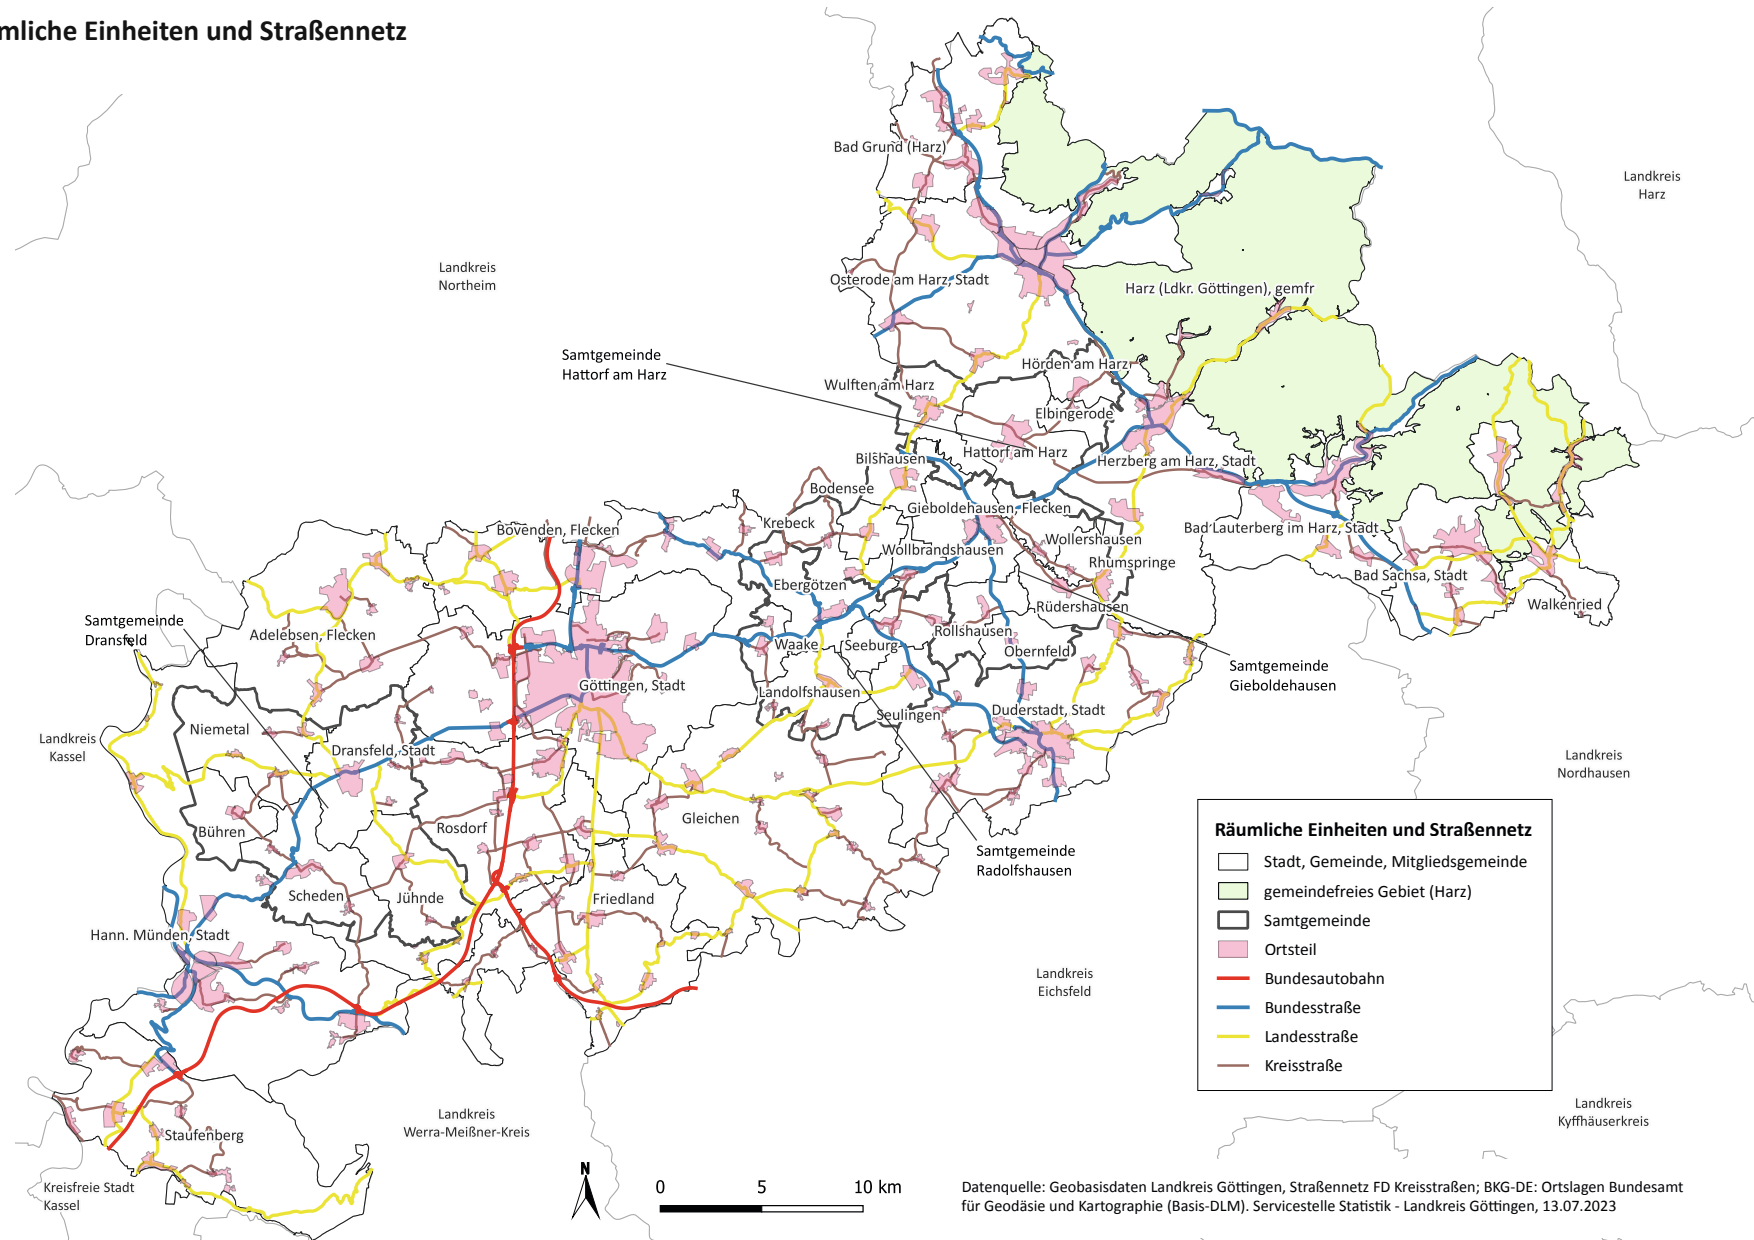 mliche Einheiten und Straßennetz
Bad Grund (Harz)
Landkreis
Harz
Landkreis
Northeim
Osterode am Harz, Stadt
Harz (Ldkr. Göttingen), gemfr
Samtgemeinde
Hattorf am Harz
Hörden am Harz
Wulften am Harz
Elbingerode
Hattorf am Harz
Bilshausen
Herzberg am Harz, Stadt
Bodensee
Gieboldehausen, Flecken
Krebeck
Bovenden, Flecken
Bad Lauterberg im Harz, Stadt
Wollershausen
Wollbrandshausen
Rhumspringe
Bad Sachsa, Stadt
Ebergötzen
Walkenried
Rüdershausen
Samtgemeinde
Dransfeld
Adelebsen, Flecken
Rollshausen
Waake
Seeburg
Obernfeld
Samtgemeinde
Gieboldehausen
Göttingen, Stadt
Landolfshausen
Seulingen
Duderstadt, Stadt
Niemetal
Landkreis
Kassel
Dransfeld, Stadt
Landkreis
Nordhausen
Bühren
Rosdorf
Gleichen
Samtgemeinde
Radolfshausen
Scheden
Jühnde
Friedland
Hann. Münden, Stadt
Landkreis
Eichsfeld
Räumliche Einheiten und Straßennetz
Stadt, Gemeinde, Mitgliedsgemeinde
gemeindefreies Gebiet (Harz)
Samtgemeinde
Ortsteil
Bundesautobahn
Bundesstraße
Landesstraße
Kreisstraße
Landkreis
Werra-Meißner-Kreis
Landkreis
Kyffhäuserkreis
Staufenberg
Kreisfreie Stadt
Kassel
N
0 5 10 km
Datenquelle: Geobasisdaten Landkreis Göttingen, Straßennetz FD Kreisstraßen; BKG-DE: Ortslagen Bundesamt
für Geodäsie und Kartographie (Basis-DLM). Servicestelle Statistik - Landkreis Göttingen, 13.07.2023